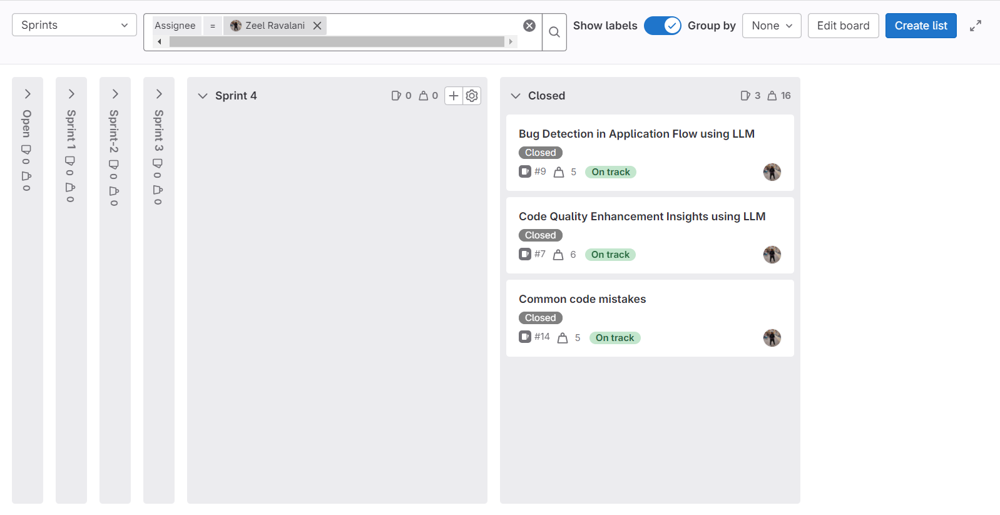 Sprints
Assignee = Zeel Ravalani
Show labels
Group by
None
Edit board
Create list
Open 0 0
Sprint 1 0 0
Sprint-2 0 0
Sprint 3 0 0
Sprint 4 0 0
Closed 3 16
Bug Detection in Application Flow using LLM
Closed
#9 5 On track
Code Quality Enhancement Insights using LLM
Closed
#7 6 On track
Common code mistakes
Closed
#14 5 On track